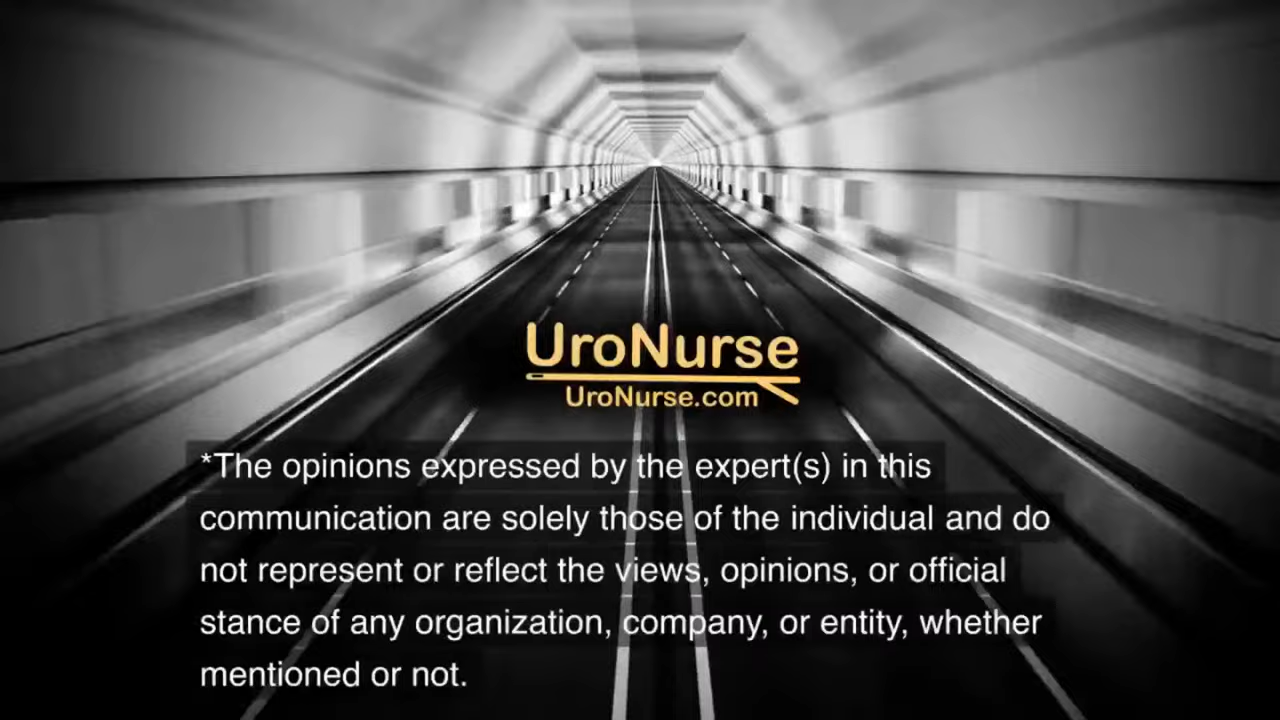 UroNurse
UroNurse.com
*The opinions expressed by the expert(s) in this
communication are solely those of the individual and do
not represent or reflect the views, opinions, or official
stance of any organization, company, or entity, whether
mentioned or not.